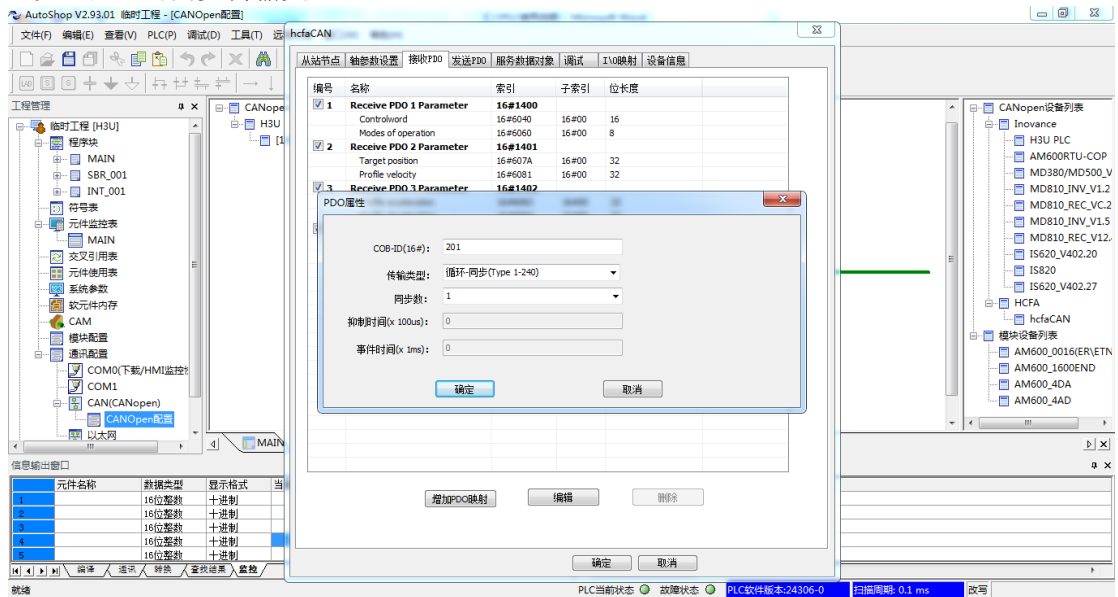 AutoShop V2.93.01 临时工程 - [CANOpen配置]
文件(F) 编辑(E) 查看(V) PLC(P) 调试(D) 工具(T) 远
工程管理
临时工程 [H3U]
程序块
MAIN
SBR_001
INT_001
符号表
元件监控表
MAIN
交叉引用表
元件使用表
系统参数
软元件内存
CAM
模块配置
通讯配置
COM0(下载/HMI监控协
COM1
CAN(CANopen)
CANOpen配置
以太网
CANope
H3U
[1
MAIN
hcfaCAN
从站节点 轴参数设置 接收PDO 发送PDO 服务数据对象 调试 I\O映射 设备信息
编号 名称 索引 子索引 位长度
1 Receive PDO 1 Parameter 16#1400
Controlword 16#6040 16#00 16
Modes of operation 16#6060 16#00 8
2 Receive PDO 2 Parameter 16#1401
Target position 16#607A 16#00 32
Profile velocity 16#6081 16#00 32
3 Receive PDO 3 Parameter 16#1402
PDO属性
COB-ID(16#): 201
传输类型: 循环-同步(Type 1-240)
同步数: 1
抑制时间(x 100us): 0
事件时间(x 1ms): 0
确定 取消
增加PDO映射 编辑 删除
确定 取消
CANopen设备列表
Inovance
H3U PLC
AM600RTU-COP
MD380/MD500_V
MD810_INV_V1.2
MD810_REC_VC.2
MD810_INV_V1.5
MD810_REC_V12.
IS620_V402.20
IS820
IS620_V402.27
HCFA
hcfaCAN
模块设备列表
AM600_0016(ER\ETN
AM600_1600END
AM600_4DA
AM600_4AD
信息输出窗口
元件名称 数据类型 显示格式 当
1 16位整数 十进制
2 16位整数 十进制
3 16位整数 十进制
4 16位整数 十进制
5 16位整数 十进制
编译 通讯 转换 查找结果 监控
就绪
PLC当前状态 故障状态 PLC软件版本:24306-0 扫描周期: 0.1 ms 改写